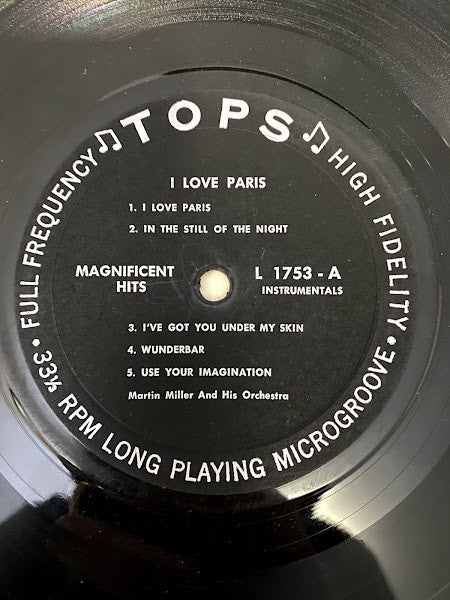 ♫ TOPS ♫
FULL FREQUENCY
HIGH FIDELITY
I LOVE PARIS
1. I LOVE PARIS
2. IN THE STILL OF THE NIGHT
MAGNIFICENT
HITS
L 1753 - A
INSTRUMENTALS
3. I'VE GOT YOU UNDER MY SKIN
4. WUNDERBAR
5. USE YOUR IMAGINATION
Martin Miller And His Orchestra
• 33⅓ RPM LONG PLAYING MICROGROOVE •